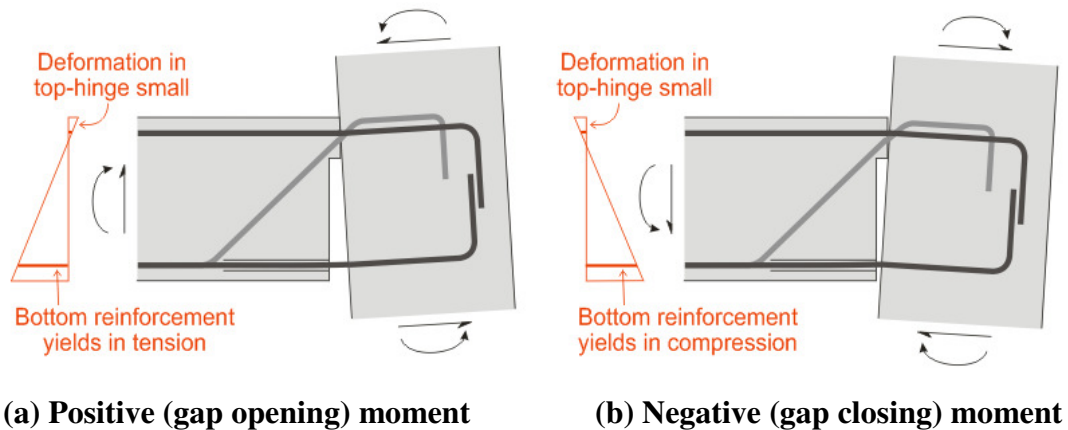 Deformation in
top-hinge small
Bottom reinforcement
yields in tension
(a) Positive (gap opening) moment
Deformation in
top-hinge small
Bottom reinforcement
yields in compression
(b) Negative (gap closing) moment